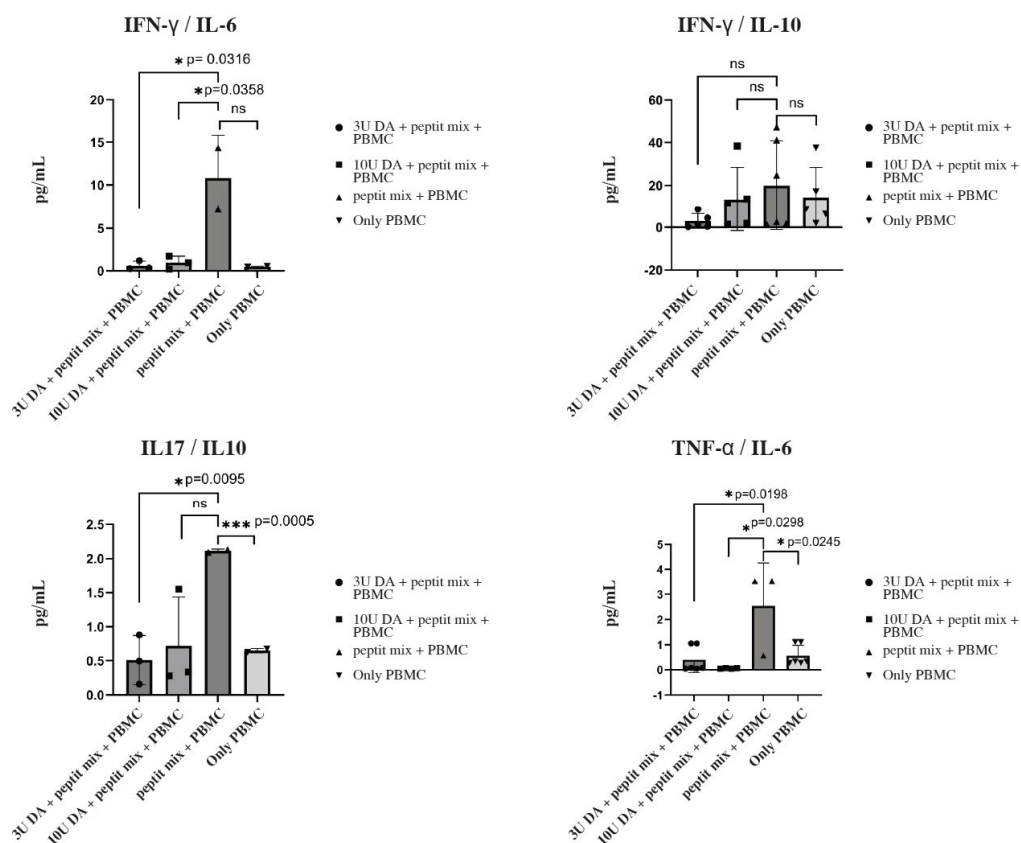 IFN-γ / IL-6
* p= 0.0316
*p=0.0358
ns
20
15
10
5
0
pg/mL
3U DA + peptit mix + PBMC
10U DA + peptit mix + PBMC
peptit mix + PBMC
Only PBMC
3U DA + peptit mix +
PBMC
10U DA + peptit mix +
PBMC
peptit mix + PBMC
Only PBMC
IFN-γ / IL-10
ns
ns
ns
60
40
20
0
-20
pg/mL
3U DA + peptit mix + PBMC
10U DA + peptit mix + PBMC
peptit mix + PBMC
Only PBMC
3U DA + peptit mix +
PBMC
10U DA + peptit mix +
PBMC
peptit mix + PBMC
Only PBMC
IL17 / IL10
* p=0.0095
ns
*** p=0.0005
2.5
2.0
1.5
1.0
0.5
0.0
pg/mL
3U DA + peptit mix + PBMC
10U DA + peptit mix + PBMC
peptit mix + PBMC
Only PBMC
3U DA + peptit mix +
PBMC
10U DA + peptit mix +
PBMC
peptit mix + PBMC
Only PBMC
TNF-α / IL-6
* p=0.0198
* p=0.0298
* p=0.0245
5
4
3
2
1
0
-1
pg/mL
3U DA + peptit mix + PBMC
10U DA + peptit mix + PBMC
peptit mix + PBMC
Only PBMC
3U DA + peptit mix +
PBMC
10U DA + peptit mix +
PBMC
peptit mix + PBMC
Only PBMC